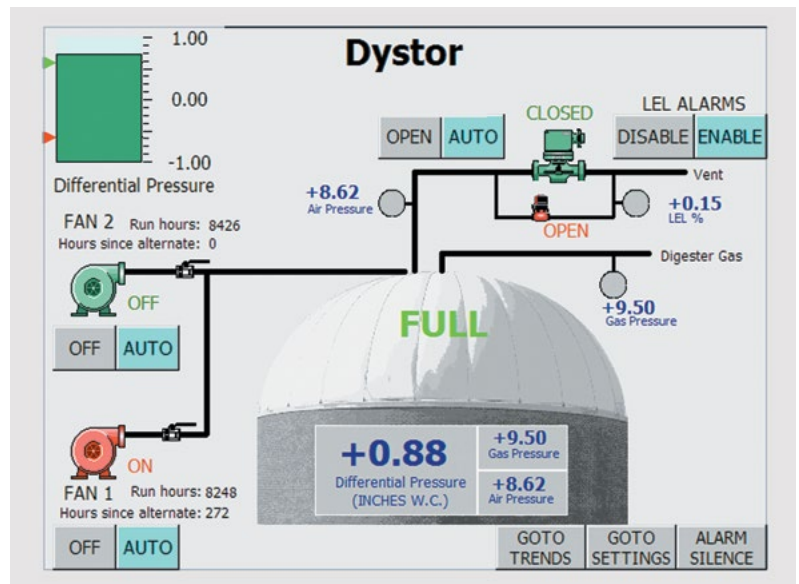 Dystor
1.00
0.00
-1.00
Differential Pressure
LEL ALARMS
CLOSED
OPEN AUTO
DISABLE ENABLE
Vent
+8.62
Air Pressure
+0.15
LEL %
OPEN
FAN 2 Run hours: 8426
Hours since alternate: 0
OFF
OFF AUTO
Digester Gas
+9.50
Gas Pressure
FULL
ON
FAN 1 Run hours: 8248
Hours since alternate: 272
OFF AUTO
+0.88
Differential Pressure
(INCHES W.C.)
+9.50
Gas Pressure
+8.62
Air Pressure
GOTO
TRENDS
GOTO
SETTINGS
ALARM
SILENCE